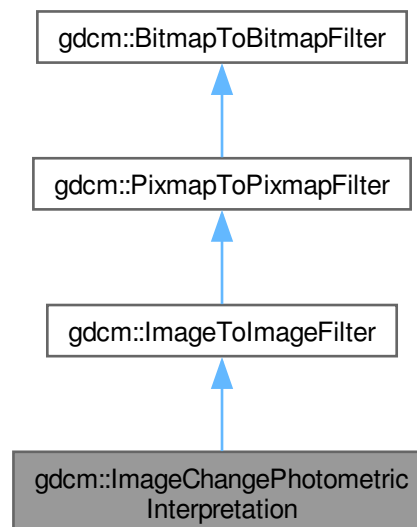 gdcm::BitmapToBitmapFilter
gdcm::PixmapToPixmapFilter
gdcm::ImageToImageFilter
gdcm::ImageChangePhotometric
Interpretation